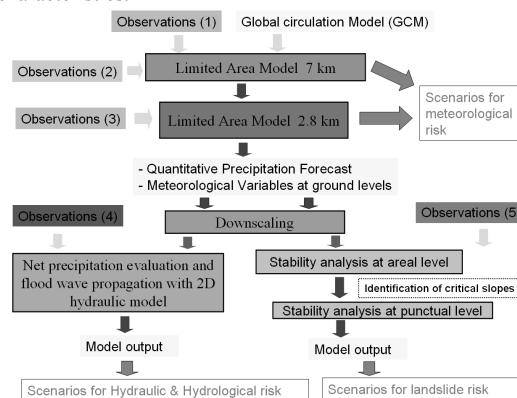 Observations (1)
Global circulation Model (GCM)
Observations (2)
Limited Area Model 7 km
Observations (3)
Limited Area Model 2.8 km
Scenarios for
meteorological
risk
- Quantitative Precipitation Forecast
- Meteorological Variables at ground levels
Observations (4)
Downscaling
Observations (5
Net precipitation evaluation and
flood wave propagation with 2D
hydraulic model
Stability analysis at areal level
Identification of critical slopes
Stability analysis at punctual level
Model output
Model output
Scenarios for Hydraulic & Hydrological risk
Scenarios for landslide risk